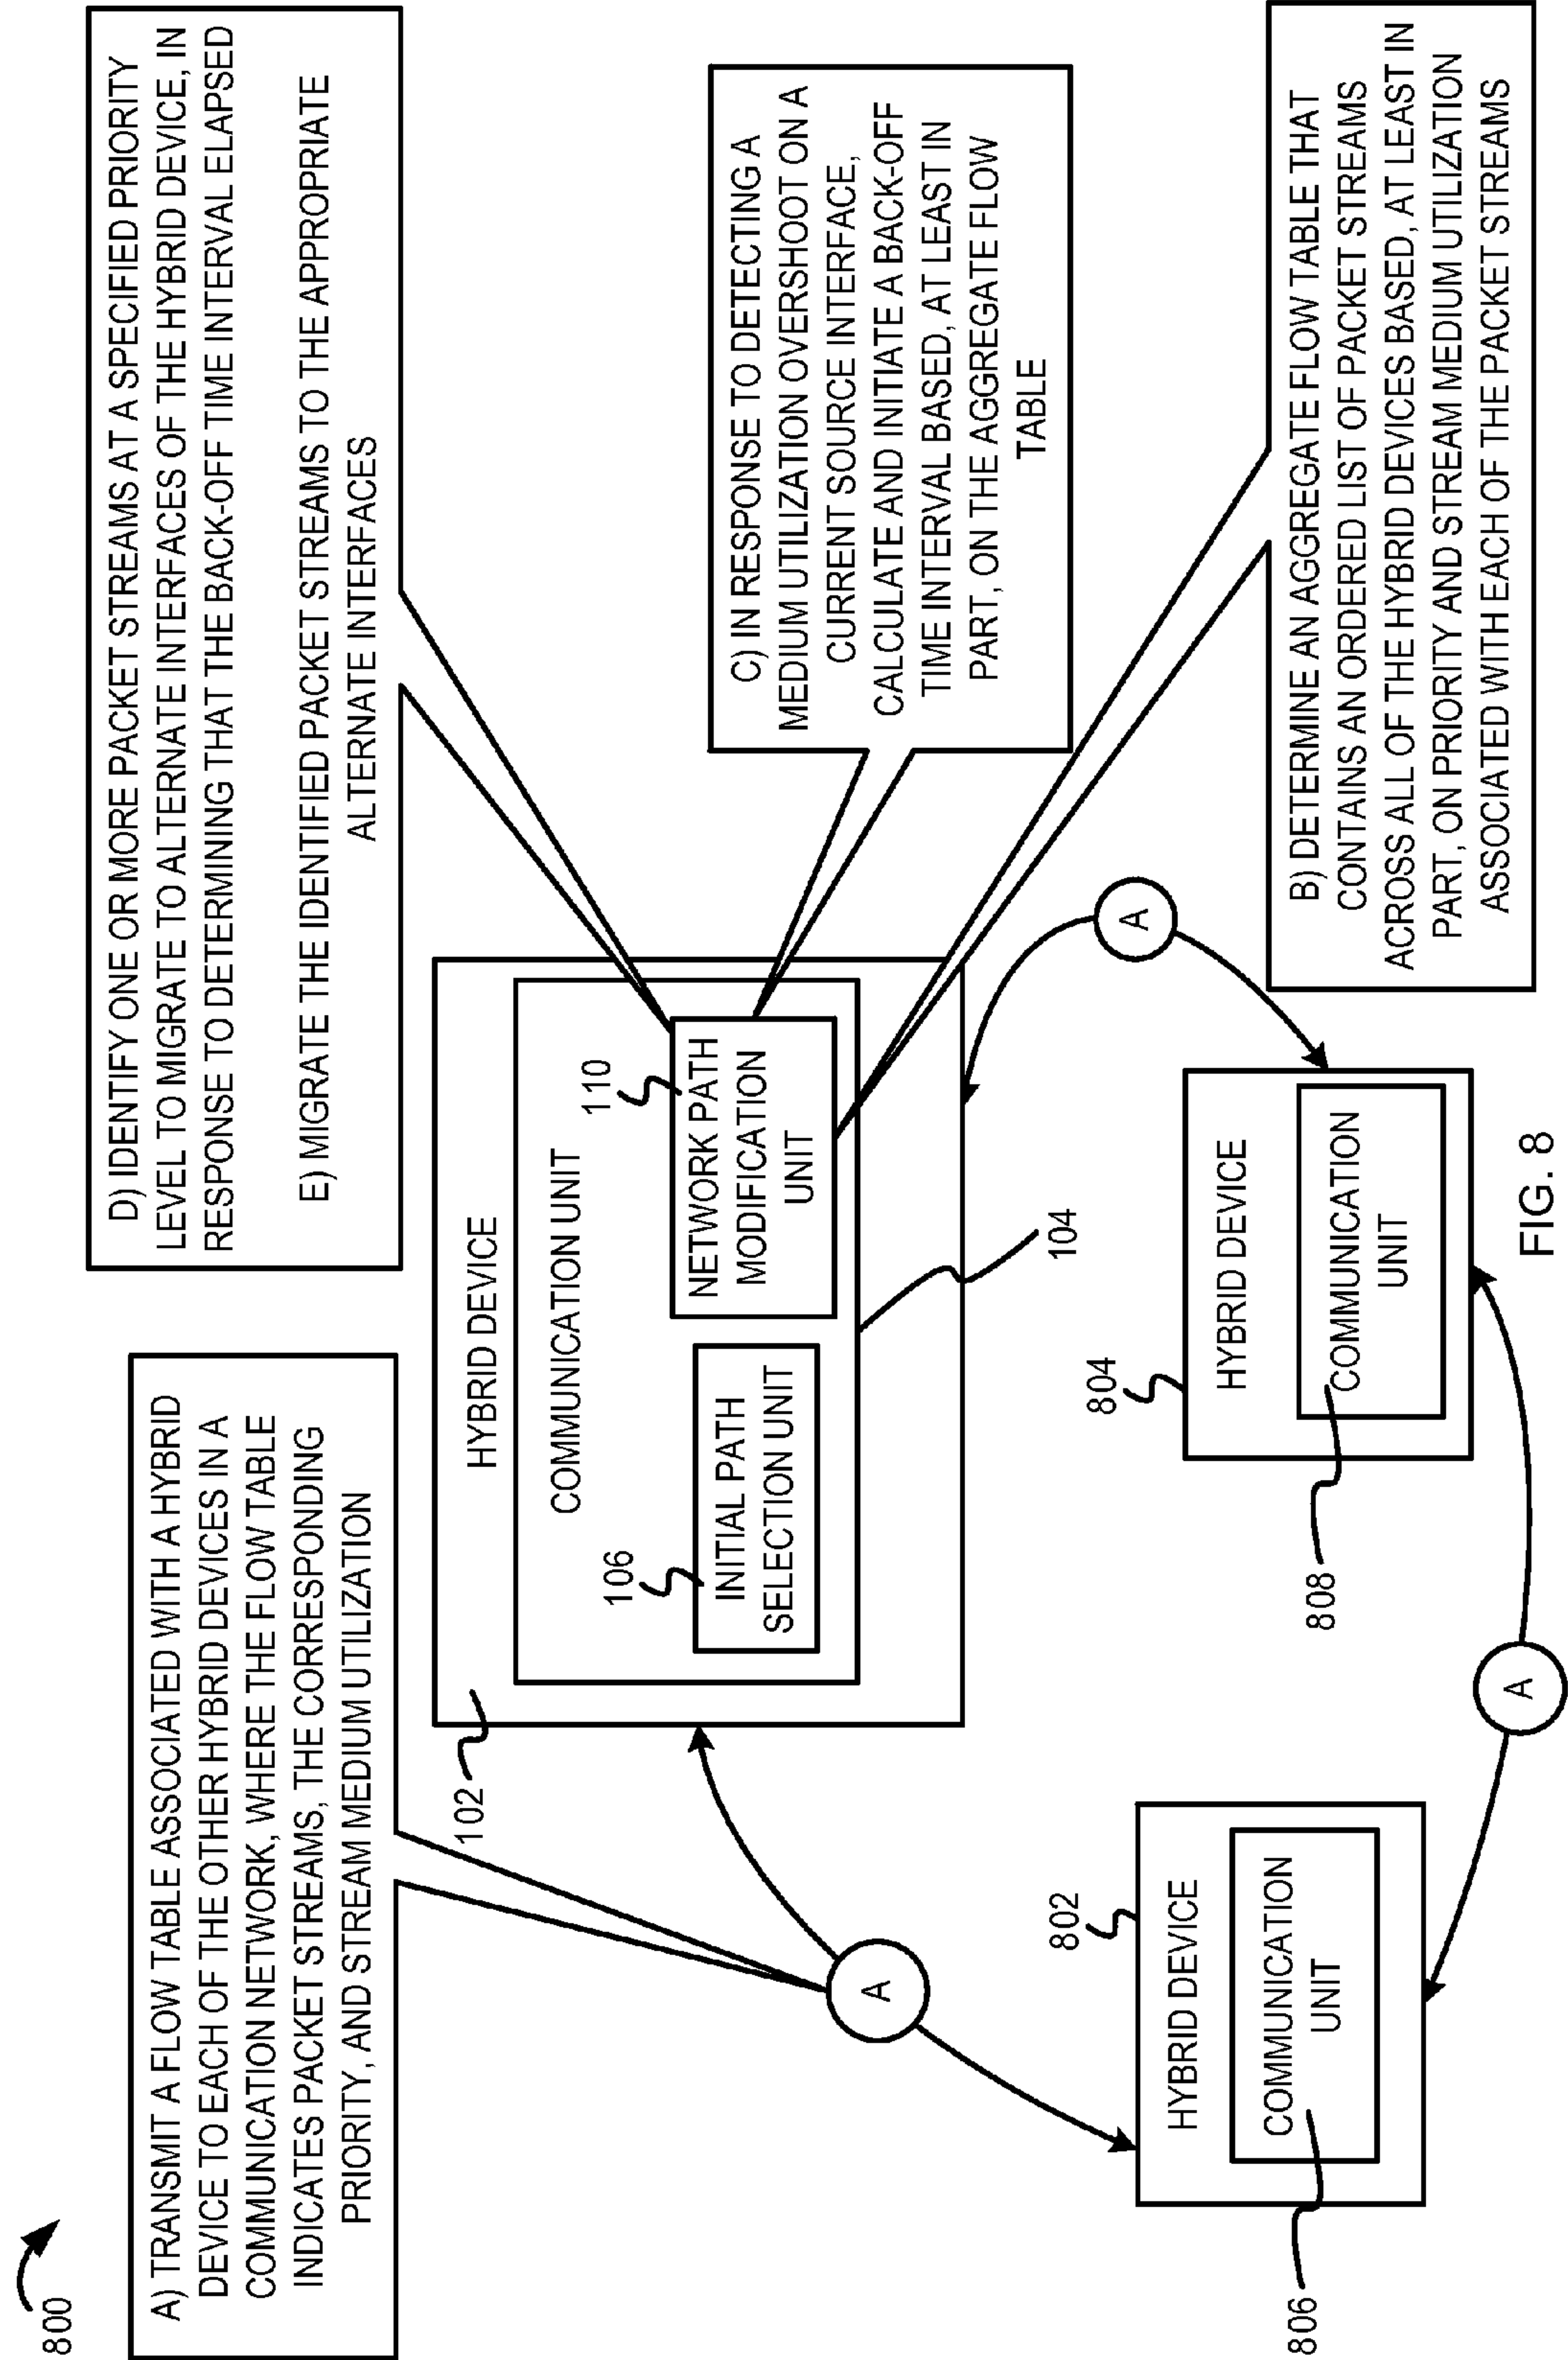 800
A) TRANSMIT A FLOW TABLE ASSOCIATED WITH A HYBRID
DEVICE TO EACH OF THE OTHER HYBRID DEVICES IN A
COMMUNICATION NETWORK, WHERE THE FLOW TABLE
INDICATES PACKET STREAMS, THE CORRESPONDING
PRIORITY, AND STREAM MEDIUM UTILIZATION
D) IDENTIFY ONE OR MORE PACKET STREAMS AT A SPECIFIED PRIORITY
LEVEL TO MIGRATE TO ALTERNATE INTERFACES OF THE HYBRID DEVICE, IN
RESPONSE TO DETERMINING THAT THE BACK-OFF TIME INTERVAL ELAPSED
E) MIGRATE THE IDENTIFIED PACKET STREAMS TO THE APPROPRIATE
ALTERNATE INTERFACES
102
HYBRID DEVICE
COMMUNICATION UNIT
106
INITIAL PATH
SELECTION UNIT
110
NETWORK PATH
MODIFICATION
UNIT
104
C) IN RESPONSE TO DETECTING A
MEDIUM UTILIZATION OVERSHOOT ON A
CURRENT SOURCE INTERFACE,
CALCULATE AND INITIATE A BACK-OFF
TIME INTERVAL BASED, AT LEAST IN
PART, ON THE AGGREGATE FLOW
TABLE
A
A
802
HYBRID DEVICE
COMMUNICATION
UNIT
806
804
HYBRID DEVICE
COMMUNICATION
UNIT
808
A
B) DETERMINE AN AGGREGATE FLOW TABLE THAT
CONTAINS AN ORDERED LIST OF PACKET STREAMS
ACROSS ALL OF THE HYBRID DEVICES BASED, AT LEAST IN
PART, ON PRIORITY AND STREAM MEDIUM UTILIZATION
ASSOCIATED WITH EACH OF THE PACKET STREAMS
FIG. 8